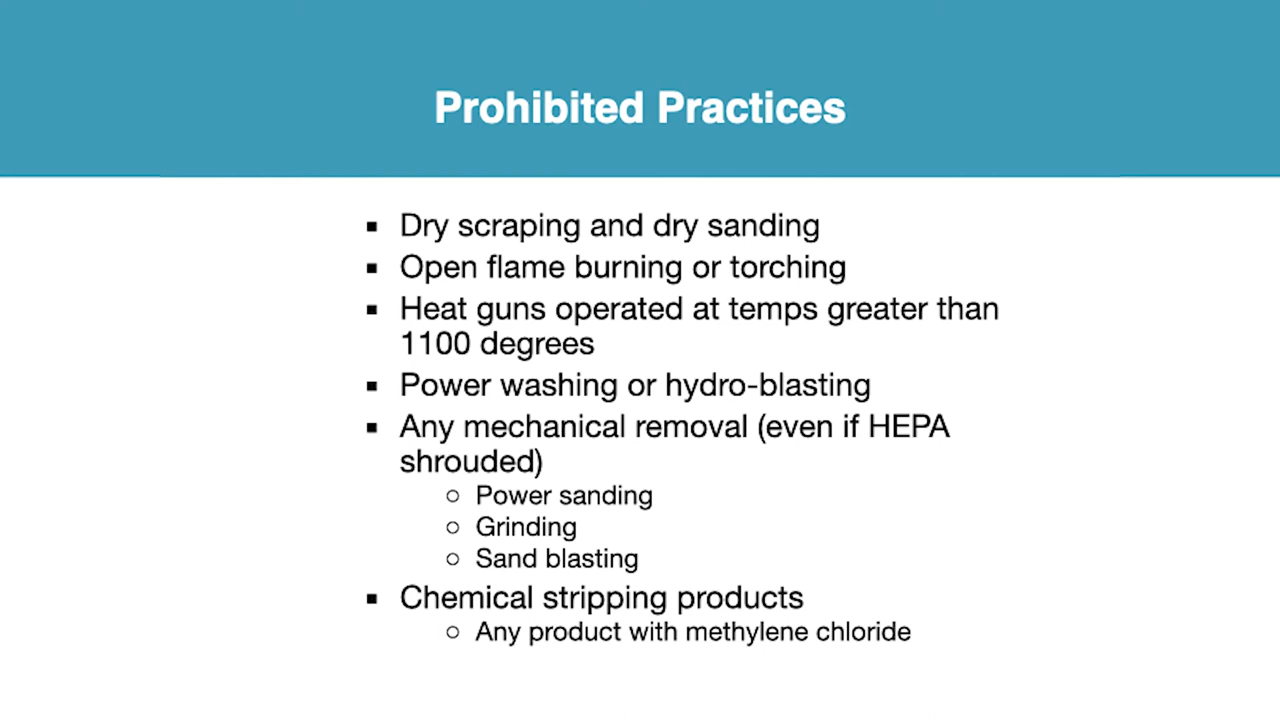 Prohibited Practices
▪ Dry scraping and dry sanding
▪ Open flame burning or torching
▪ Heat guns operated at temps greater than
1100 degrees
▪ Power washing or hydro-blasting
▪ Any mechanical removal (even if HEPA
shrouded)
○ Power sanding
○ Grinding
○ Sand blasting
▪ Chemical stripping products
○ Any product with methylene chloride